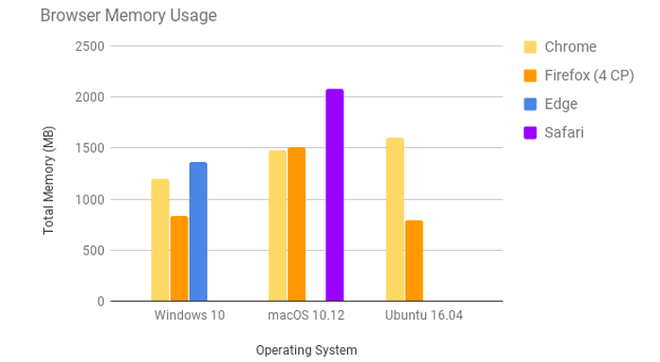 Browser Memory Usage
2500
2000
1500
1000
500
0
Total Memory (MB)
Windows 10
macOS 10.12
Ubuntu 16.04
Operating System
Chrome
Firefox (4 CP)
Edge
Safari